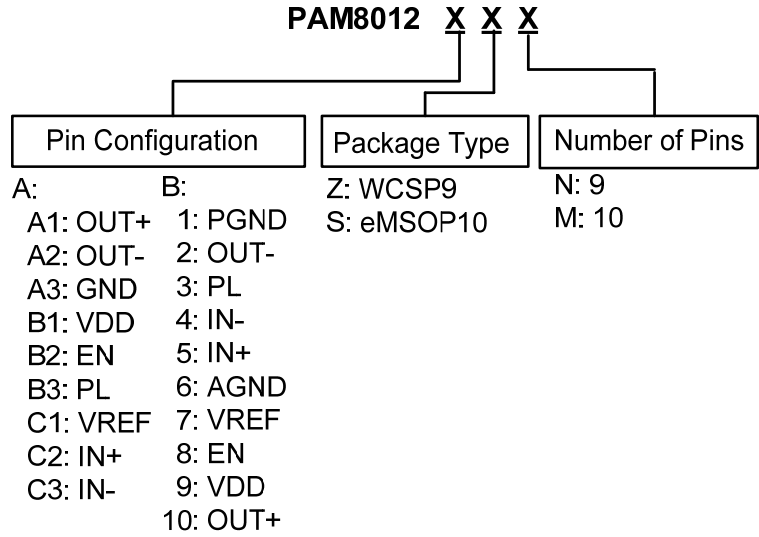 PAM8012 X X X
Pin Configuration
A:
A1: OUT+
A2: OUT-
A3: GND
B1: VDD
B2: EN
B3: PL
C1: VREF
C2: IN+
C3: IN-
B:
1: PGND
2: OUT-
3: PL
4: IN-
5: IN+
6: AGND
7: VREF
8: EN
9: VDD
10: OUT+
Package Type
Z: WCSP9
S: eMSOP10
Number of Pins
N: 9
M: 10